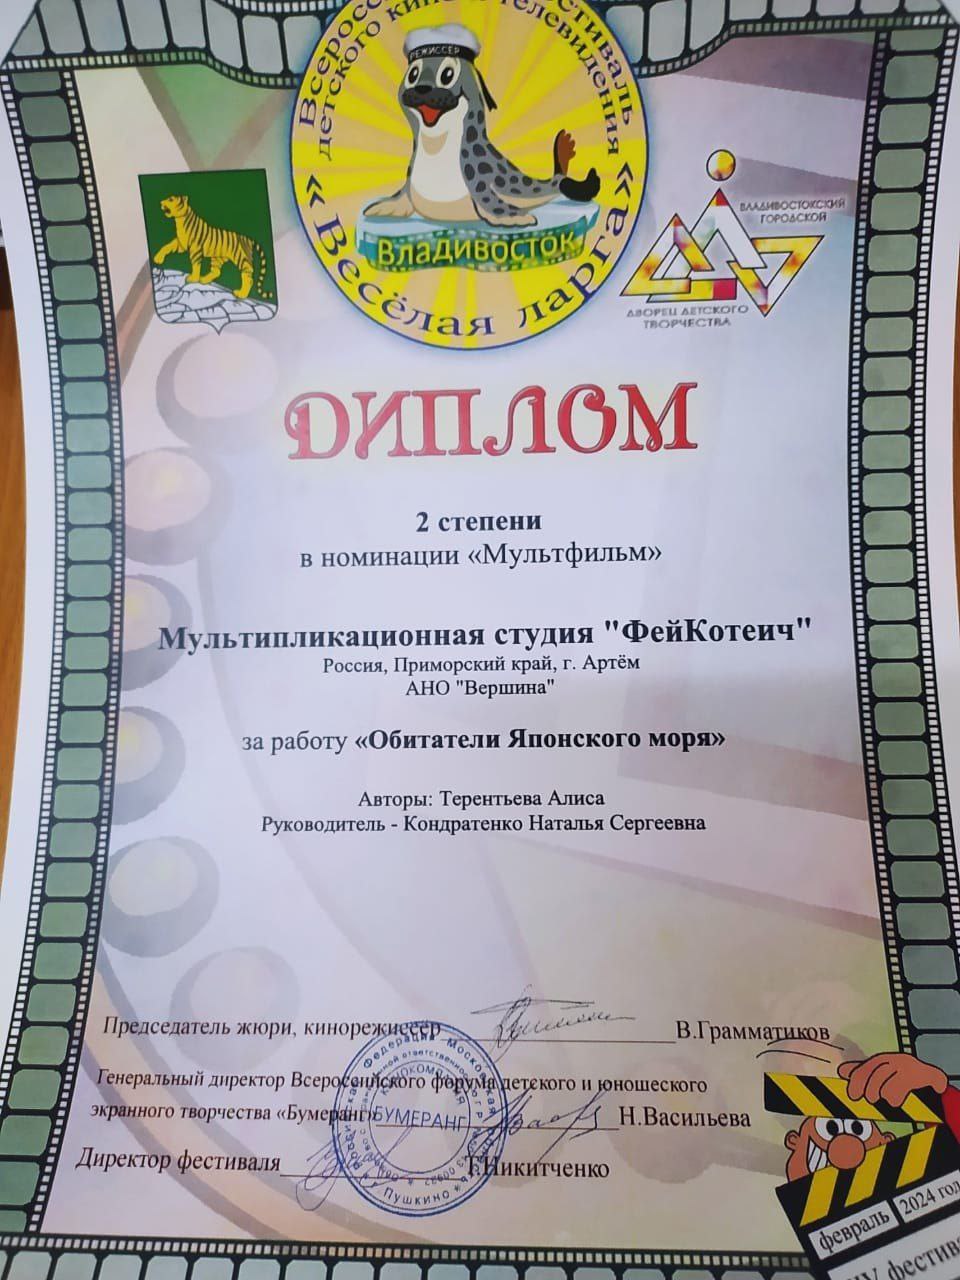 детского кино и телевидения
«Весёлая ларга»
РЕЖИССЁР
Владивосток
ВЛАДИВОСТОКСКИЙ
ГОРОДСКОЙ
ДВОРЕЦ ДЕТСКОГО
ТВОРЧЕСТВА
ДИПЛОМ
2 степени
в номинации «Мультфильм»
Мультипликационная студия "ФейКотеич"
Россия, Приморский край, г. Артём
АНО "Вершина"
за работу «Обитатели Японского моря»
Авторы: Терентьева Алиса
Руководитель - Кондратенко Наталья Сергеевна
Председатель жюри, кинорежиссер В.Грамматиков
Генеральный директор Всероссийского форума детского и юношеского
экранного творчества «Бумеранг» Н.Васильева
Директор фестиваля Т.Никитченко
КИНОКОМПАНИЯ
БУМЕРАНГ
Пушкино
февраль 2024 год